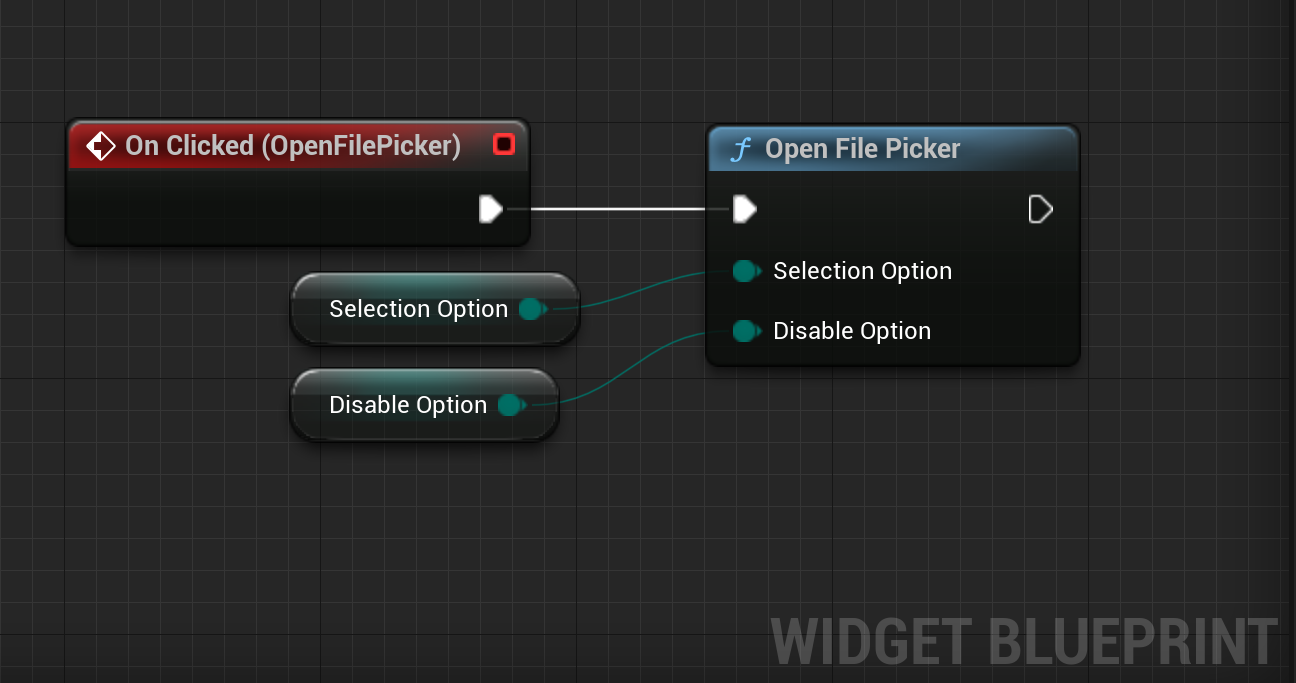 On Clicked (OpenFilePicker)
Open File Picker
Selection Option
Disable Option
Selection Option
Disable Option
WIDGET BLUEPRINT